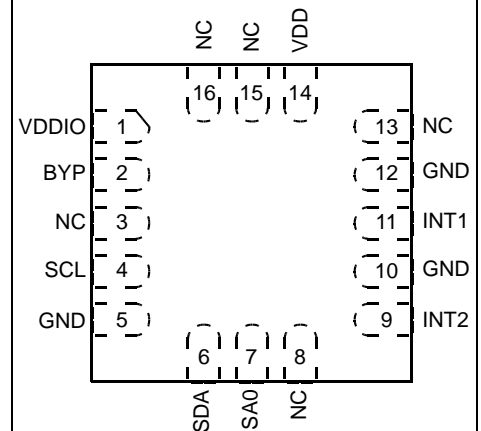 NC NC VDD
16 15 14
VDDIO 1 13 NC
BYP 2 12 GND
NC 3 11 INT1
SCL 4 10 GND
GND 5 9 INT2
6 7 8
SDA SA0 NC